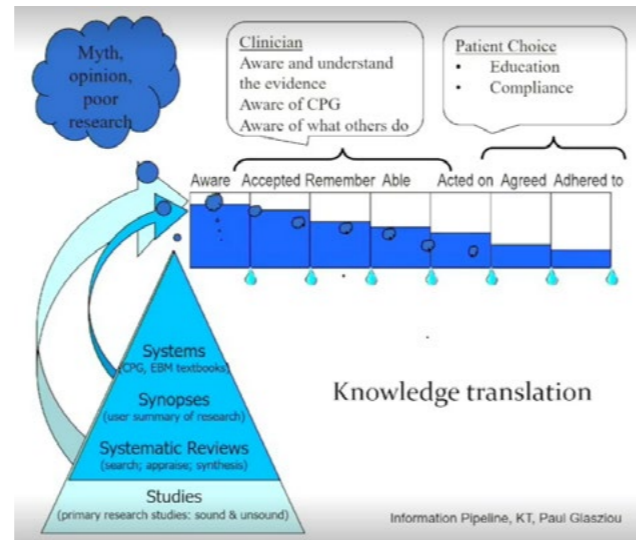 Myth,
opinion,
poor
research
Clinician
Aware and understand
the evidence
Aware of CPG
Aware of what others do
Patient Choice
• Education
• Compliance
Aware Accepted Remember Able Acted on Agreed Adhered to
Systems
(CPG, EBM textbooks)
Synopses
(user summary of research)
Systematic Reviews
(search; appraise; synthesis)
Studies
(primary research studies: sound & unsound)
Knowledge translation
Information Pipeline, KT, Paul Glasziou